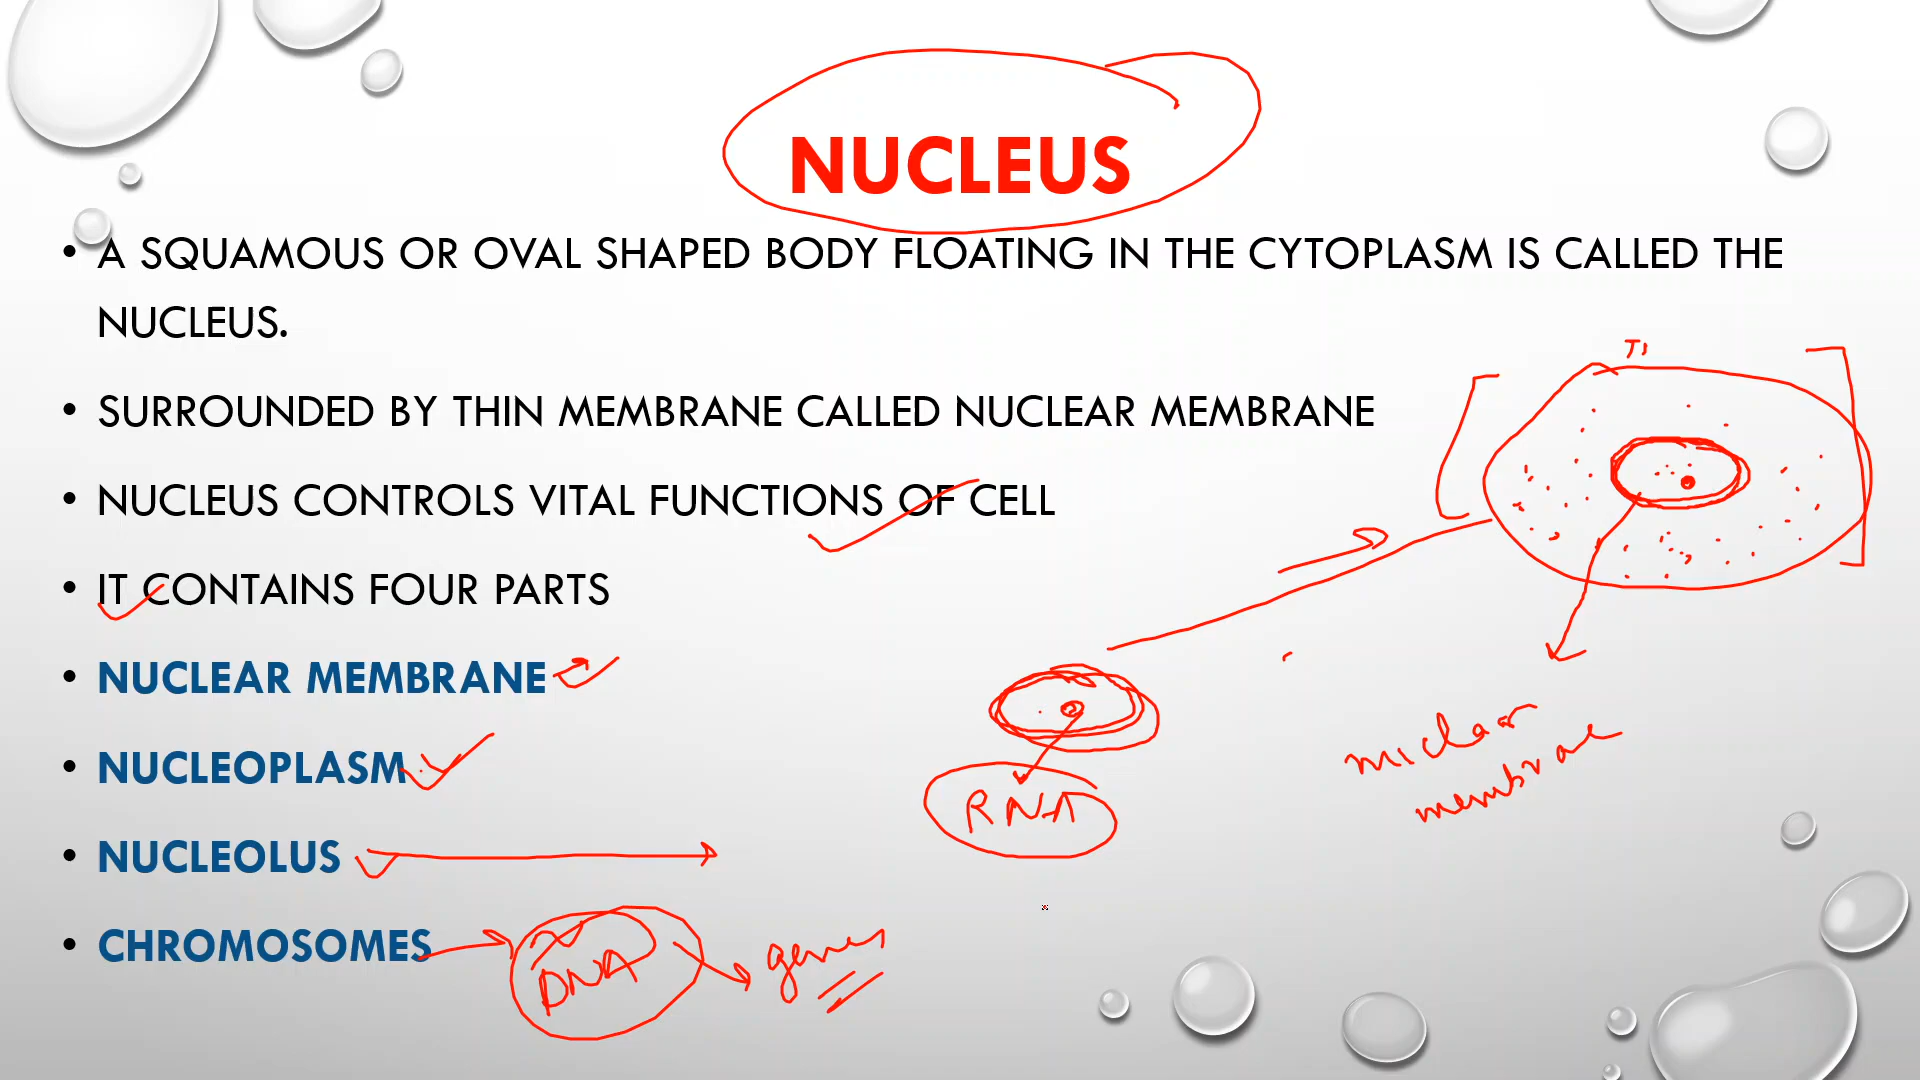 NUCLEUS
• A SQUAMOUS OR OVAL SHAPED BODY FLOATING IN THE CYTOPLASM IS CALLED THE
NUCLEUS.
• SURROUNDED BY THIN MEMBRANE CALLED NUCLEAR MEMBRANE
• NUCLEUS CONTROLS VITAL FUNCTIONS OF CELL
• IT CONTAINS FOUR PARTS
• NUCLEAR MEMBRANE
• NUCLEOPLASM
• NUCLEOLUS
• CHROMOSOMES
DNA
genes
RNA
nuclear
membrane